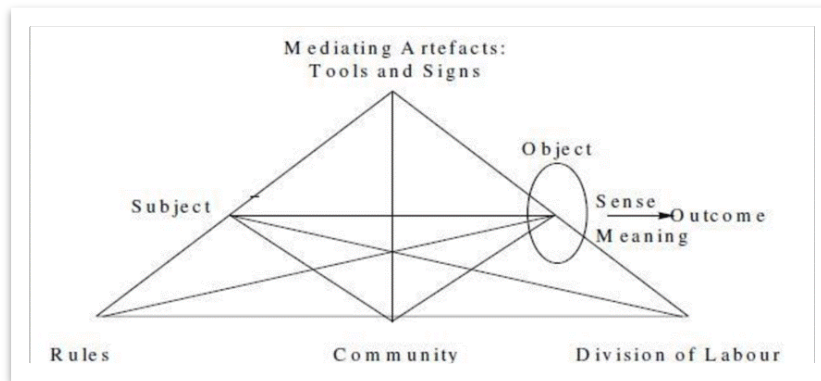 Mediating Artefacts:
Tools and Signs
Object
Subject
Sense
Outcome
Meaning
Rules
Community
Division of Labour